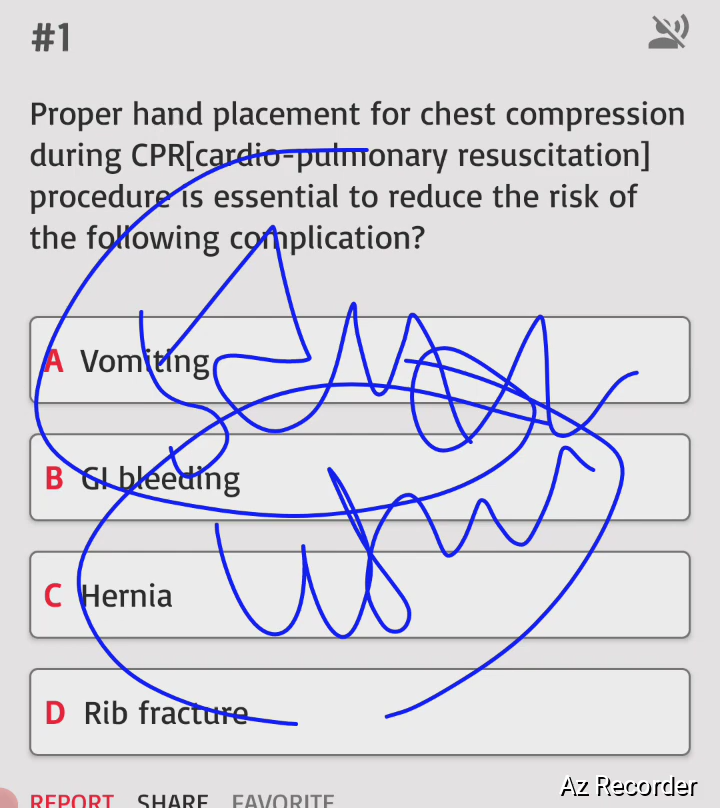 #1
Proper hand placement for chest compression
during CPR[cardio-pulmonary resuscitation]
procedure is essential to reduce the risk of
the following complication?
A Vomiting
B GI bleeding
C Hernia
D Rib fracture
REPORT SHARE FAVORITE
Az Recorder